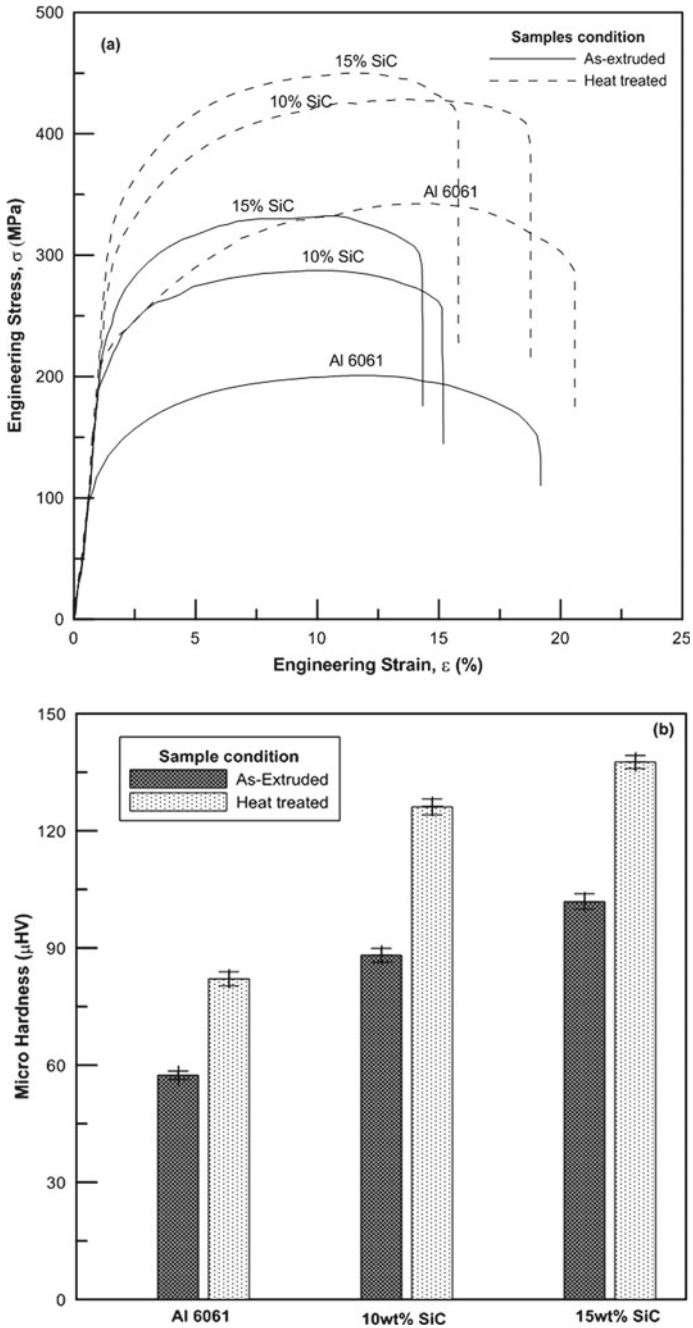 500
(a)
Samples condition
15% SiC
As-extruded
Heat treated
10% SiC
400
Al 6061
15% SiC
300
10% SiC
Engineering Stress, σ (MPa)
Al 6061
200
100
0
0 5 10 15 20 25
Engineering Strain, ε (%)
150
(b)
Sample condition
As-Extruded
Heat treated
120
90
Micro Hardness (µHV)
60
30
0
Al 6061 10wt% SiC 15wt% SiC